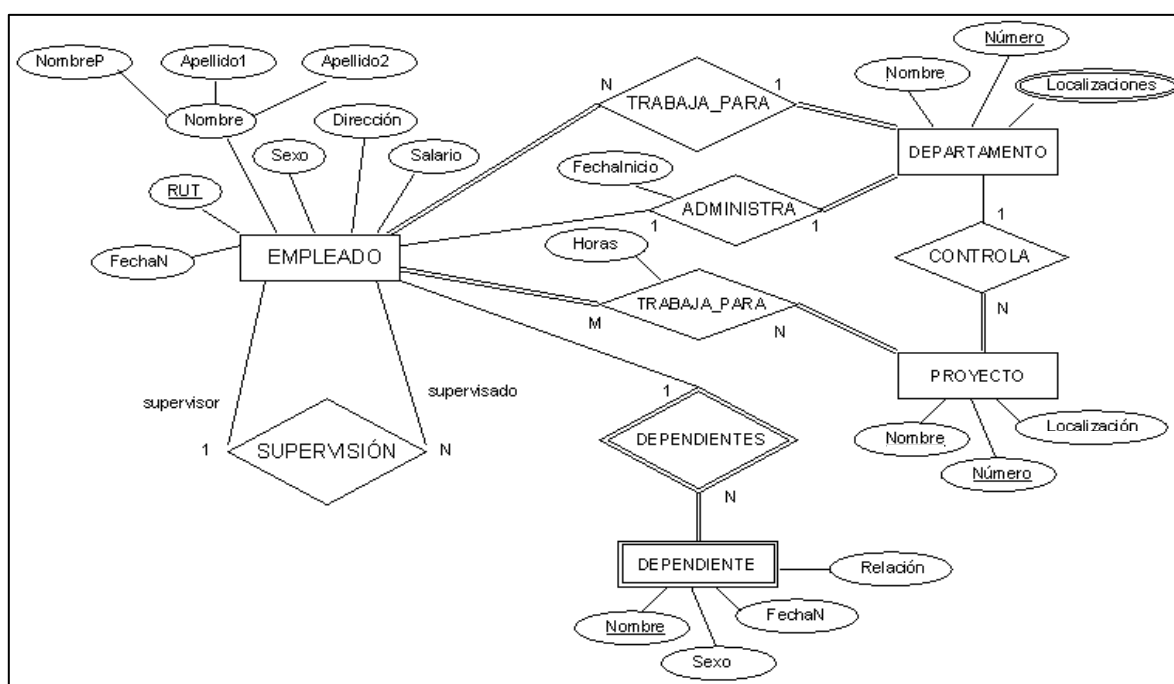 NombreP
Apellido1
Apellido2
Nombre
Sexo
Dirección
Salario
RUT
FechaN
EMPLEADO
N
TRABAJA_PARA
1
Nombre
Número
Localizaciones
DEPARTAMENTO
FechaInicio
1
ADMINISTRA
1
1
CONTROLA
N
Horas
M
TRABAJA_PARA
N
PROYECTO
Nombre
Número
Localización
supervisor
supervisado
1
SUPERVISIÓN
N
1
DEPENDIENTES
N
DEPENDIENTE
Relación
Nombre
FechaN
Sexo